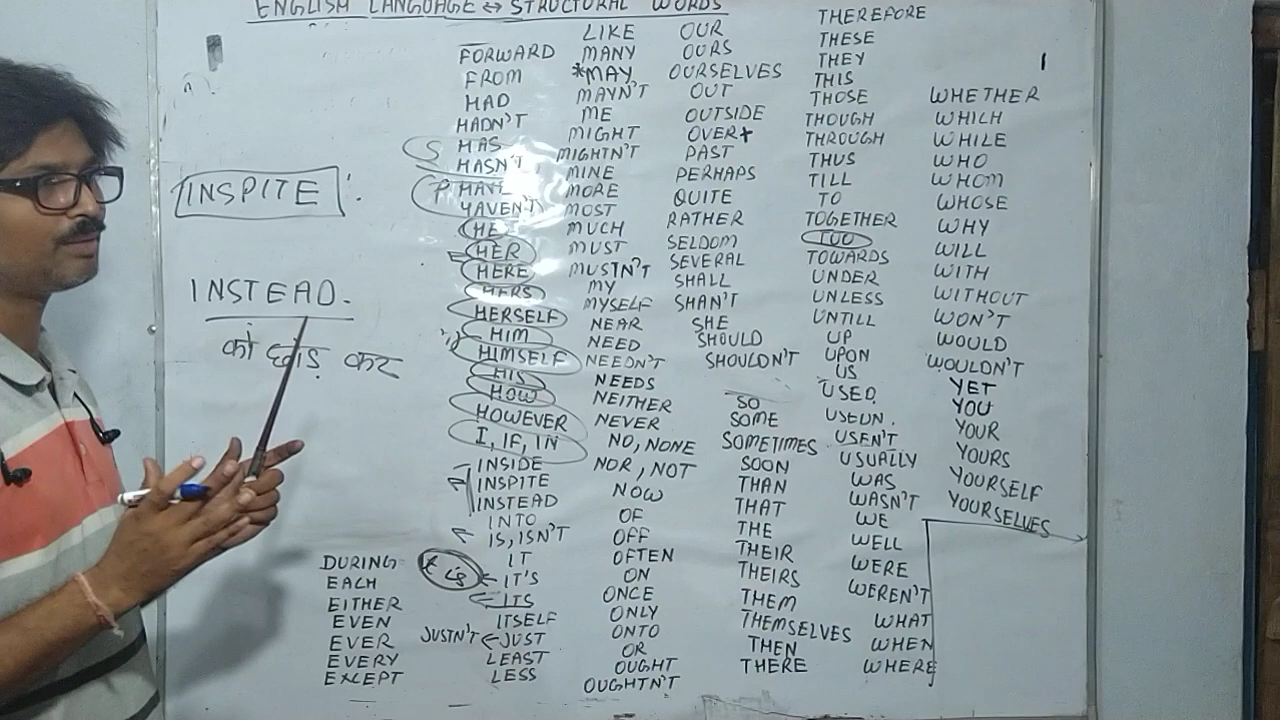 ENGLISH LANGUAGE ↔ STRUCTURAL WORDS
INSPITE :
INSTEAD.
को छोड़ कर
DURING
EACH
EITHER
EVEN
EVER
EVERY
EXCEPT
FORWARD
FROM
HAD
HADN'T
S HAS
HASN'T
P HAVE
HAVEN'T
HE
HER
HERE
HERS
HERSELF
HIM
HIMSELF
HIS
HOW
HOWEVER
I, IF, IN
INSIDE
INSPITE
INSTEAD
INTO
IS, ISN'T
IT
IT'S
ITS
ITSELF
JUSTN'T ← JUST
LEAST
LESS
LIKE
MANY
*MAY
MAYN'T
ME
MIGHT
MIGHTN'T
MINE
MORE
MOST
MUCH
MUST
MUSTN'T
MY
MYSELF
NEAR
NEED
NEEDN'T
NEEDS
NEITHER
NEVER
NO, NONE
NOR, NOT
NOW
OF
OFF
OFTEN
ON
ONCE
ONLY
ONTO
OR
OUGHT
OUGHTN'T
OUR
OURS
OURSELVES
OUT
OUTSIDE
OVER
PAST
PERHAPS
QUITE
RATHER
SELDOM
SEVERAL
SHALL
SHAN'T
SHE
SHOULD
SHOULDN'T
SO
SOME
SOMETIMES
SOON
THAN
THAT
THE
THEIR
THEIRS
THEM
THEMSELVES
THEN
THERE
THEREFORE
THESE
THEY
THIS
THOSE
THOUGH
THROUGH
THUS
TILL
TO
TOGETHER
TOO
TOWARDS
UNDER
UNLESS
UNTILL
UP
UPON
US
USED
USEN'T
USUALLY
WAS
WASN'T
WE
WELL
WERE
WEREN'T
WHAT
WHEN
WHERE
WHETHER
WHICH
WHILE
WHO
WHOM
WHOSE
WHY
WILL
WITH
WITHOUT
WON'T
WOULD
WOULDN'T
YET
YOU
YOUR
YOURS
YOURSELF
YOURSELVES